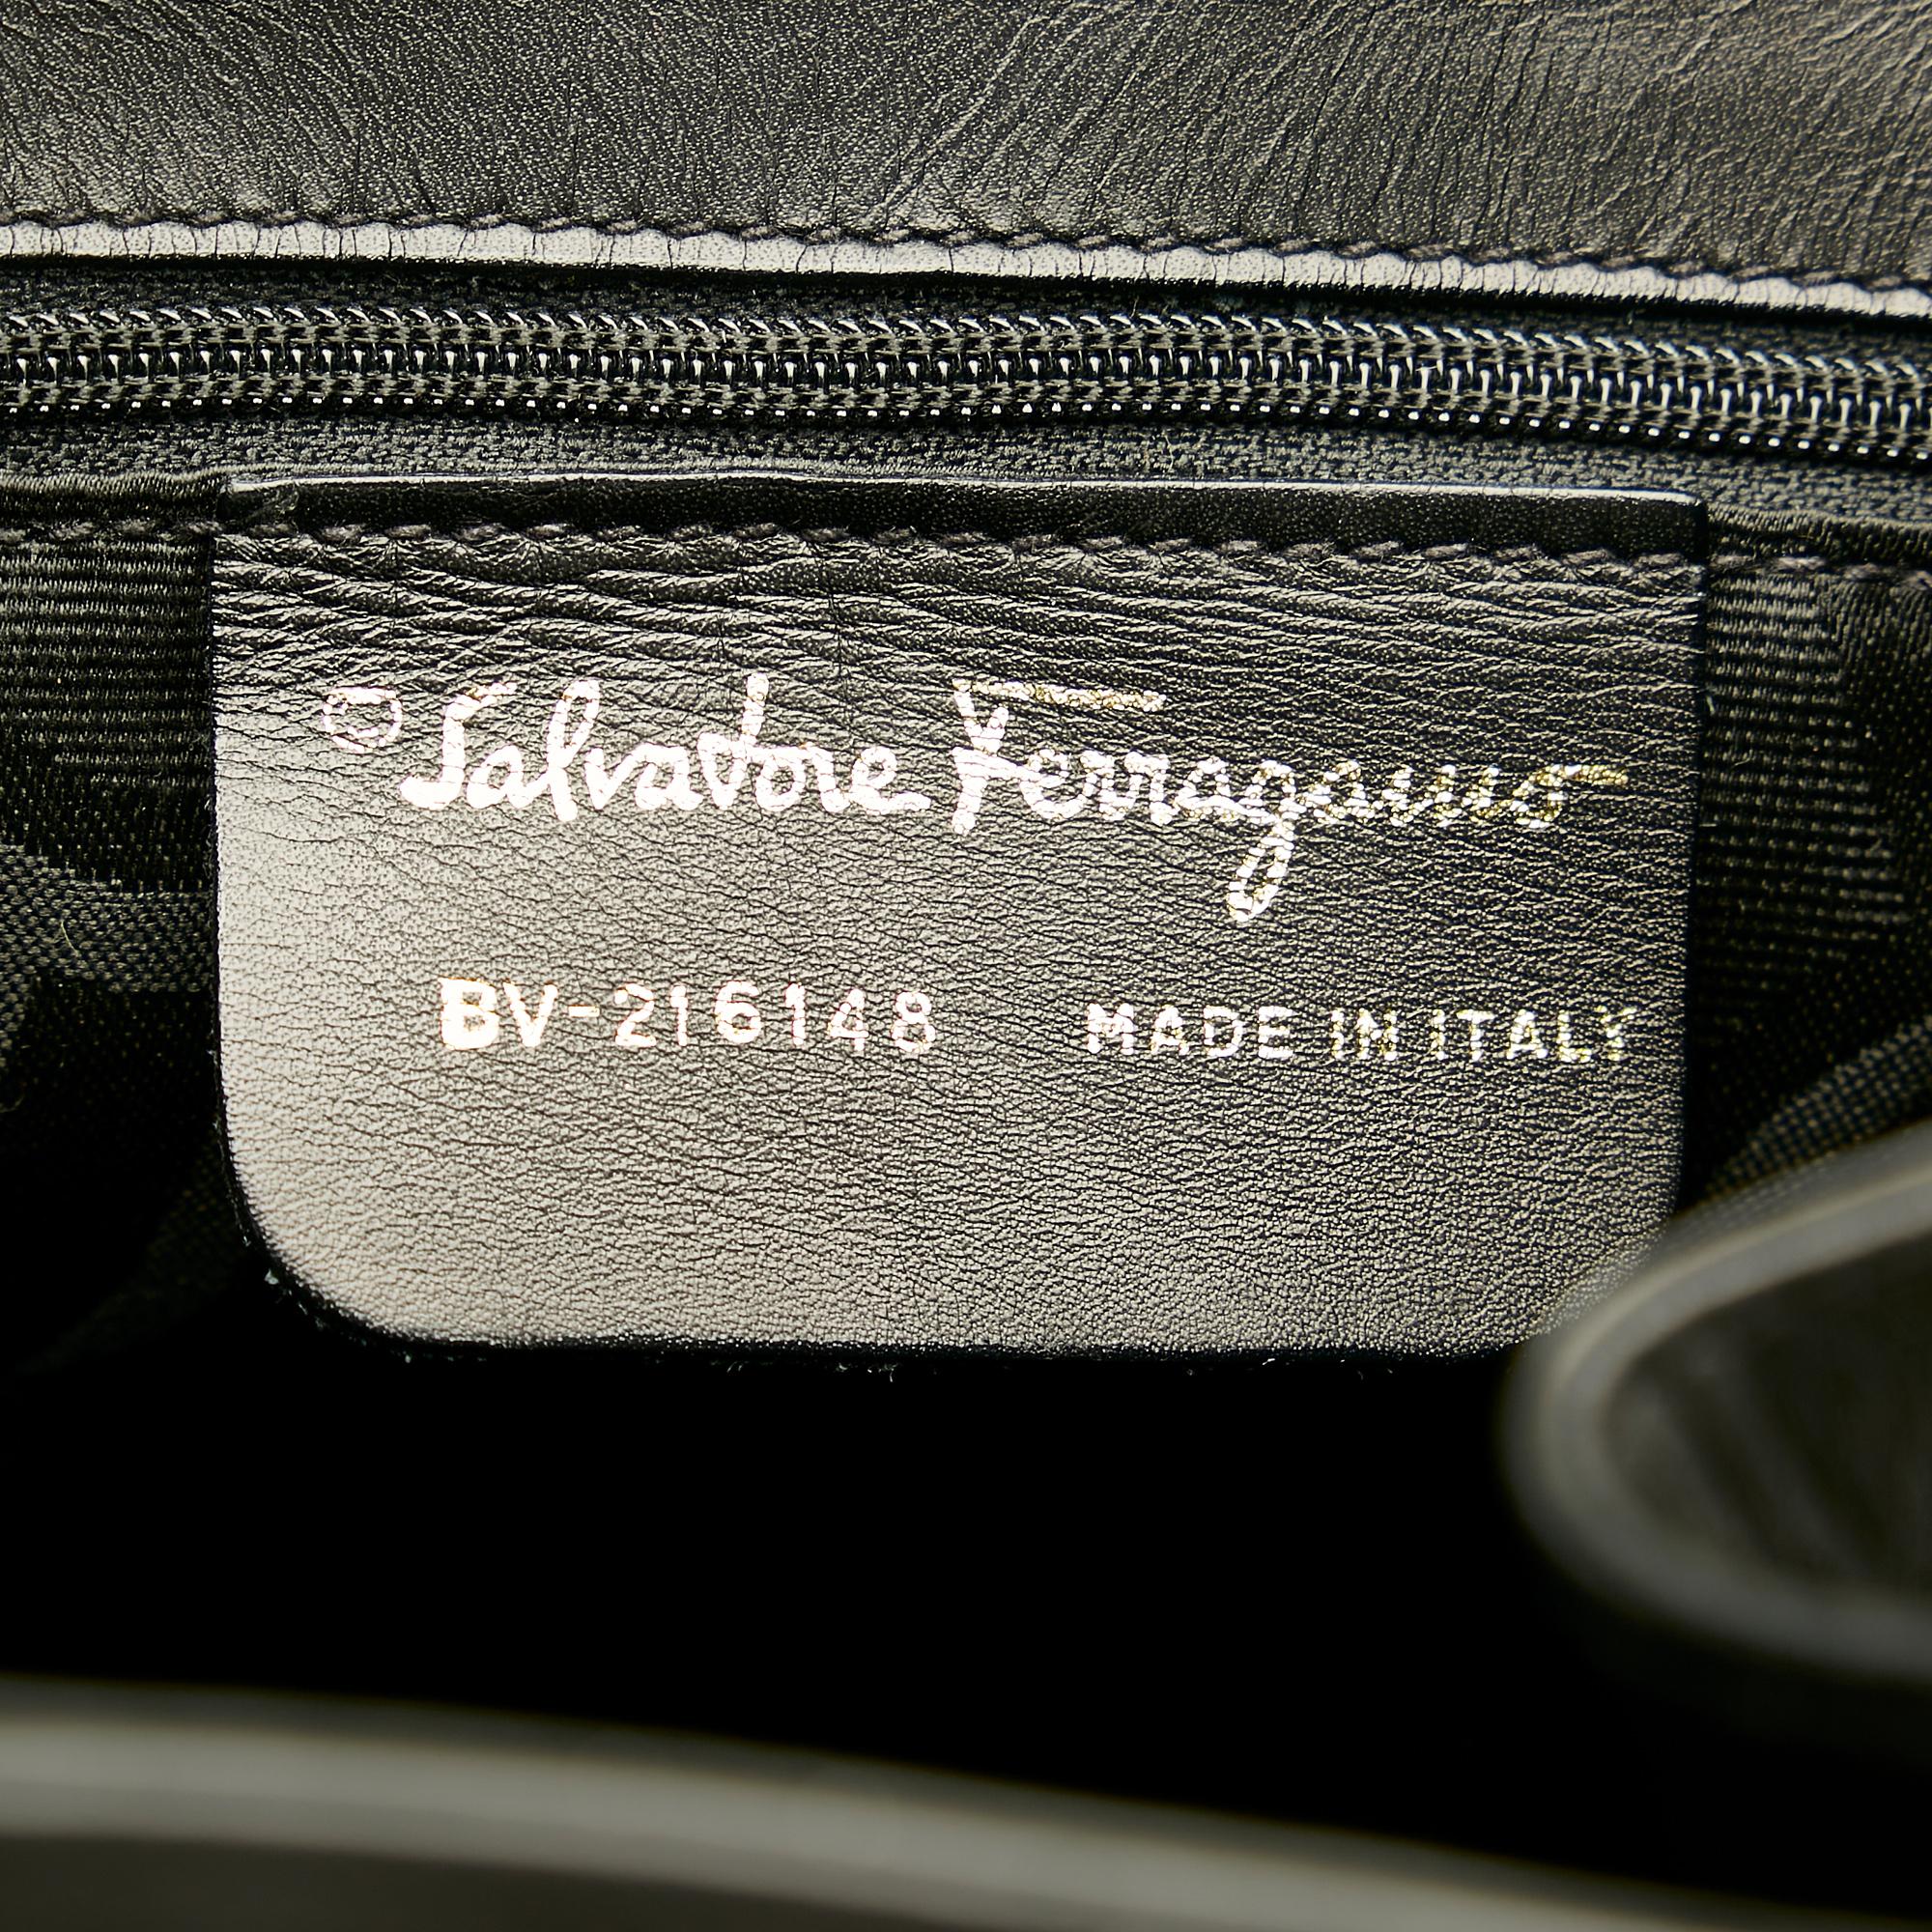 © Salvatore Ferragamo
BV-216148 MADE IN ITALY